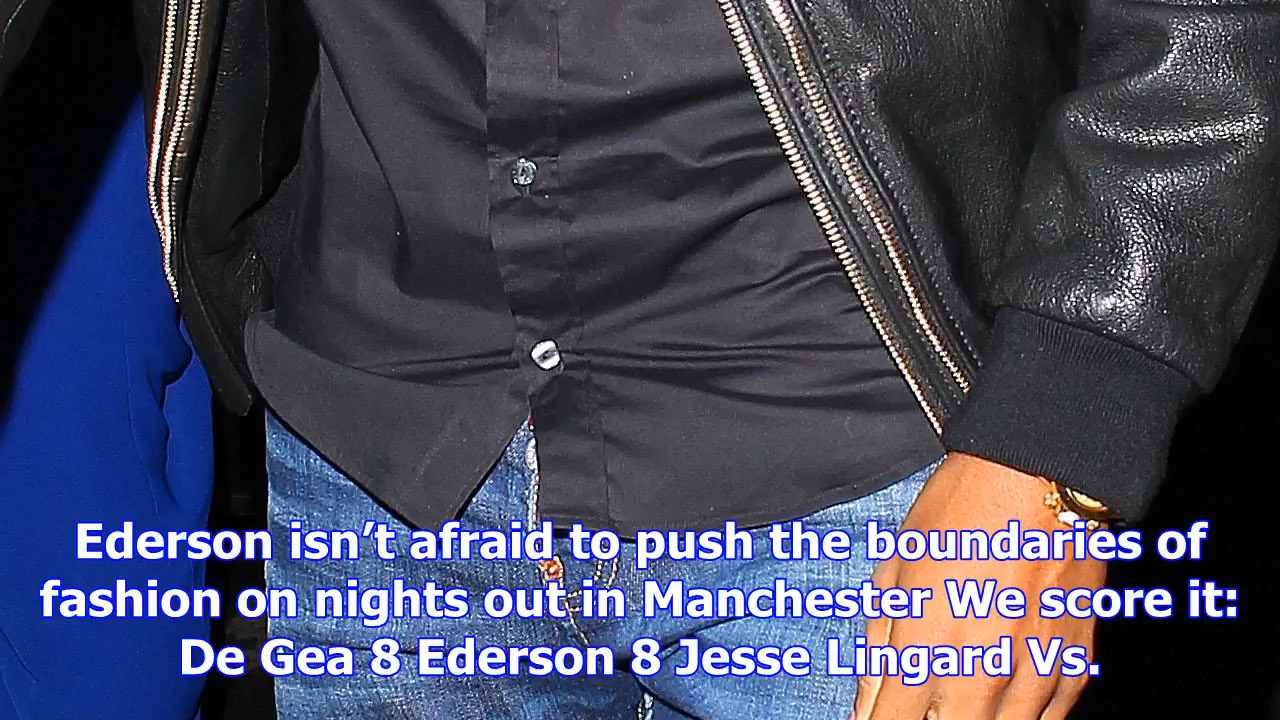 Ederson isn’t afraid to push the boundaries of
fashion on nights out in Manchester We score it:
De Gea 8 Ederson 8 Jesse Lingard Vs.